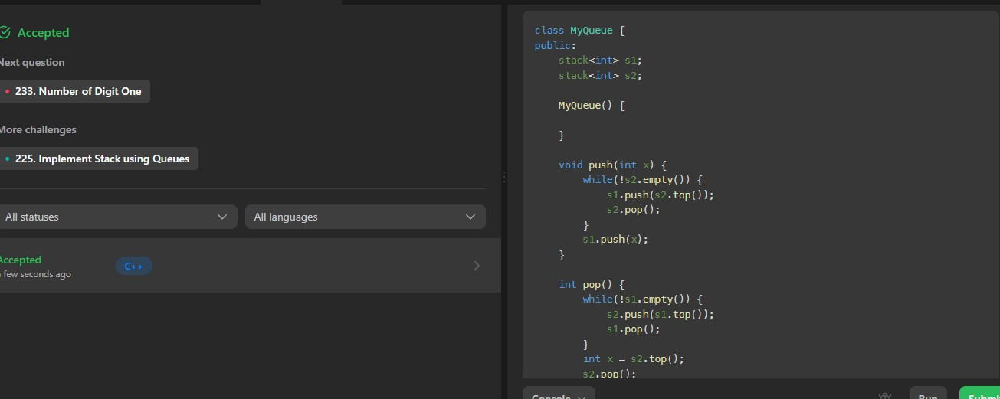 Accepted
Next question
233. Number of Digit One
More challenges
225. Implement Stack using Queues
All statuses
All languages
Accepted
few seconds ago
C++
class MyQueue {
public:
    stack<int> s1;
    stack<int> s2;
    MyQueue() {
    }
    void push(int x) {
        while(!s2.empty()) {
            s1.push(s2.top());
            s2.pop();
        }
        s1.push(x);
    }
    int pop() {
        while(!s1.empty()) {
            s2.push(s1.top());
            s1.pop();
        }
        int x = s2.top();
        s2.pop();
Console
Run
Submi